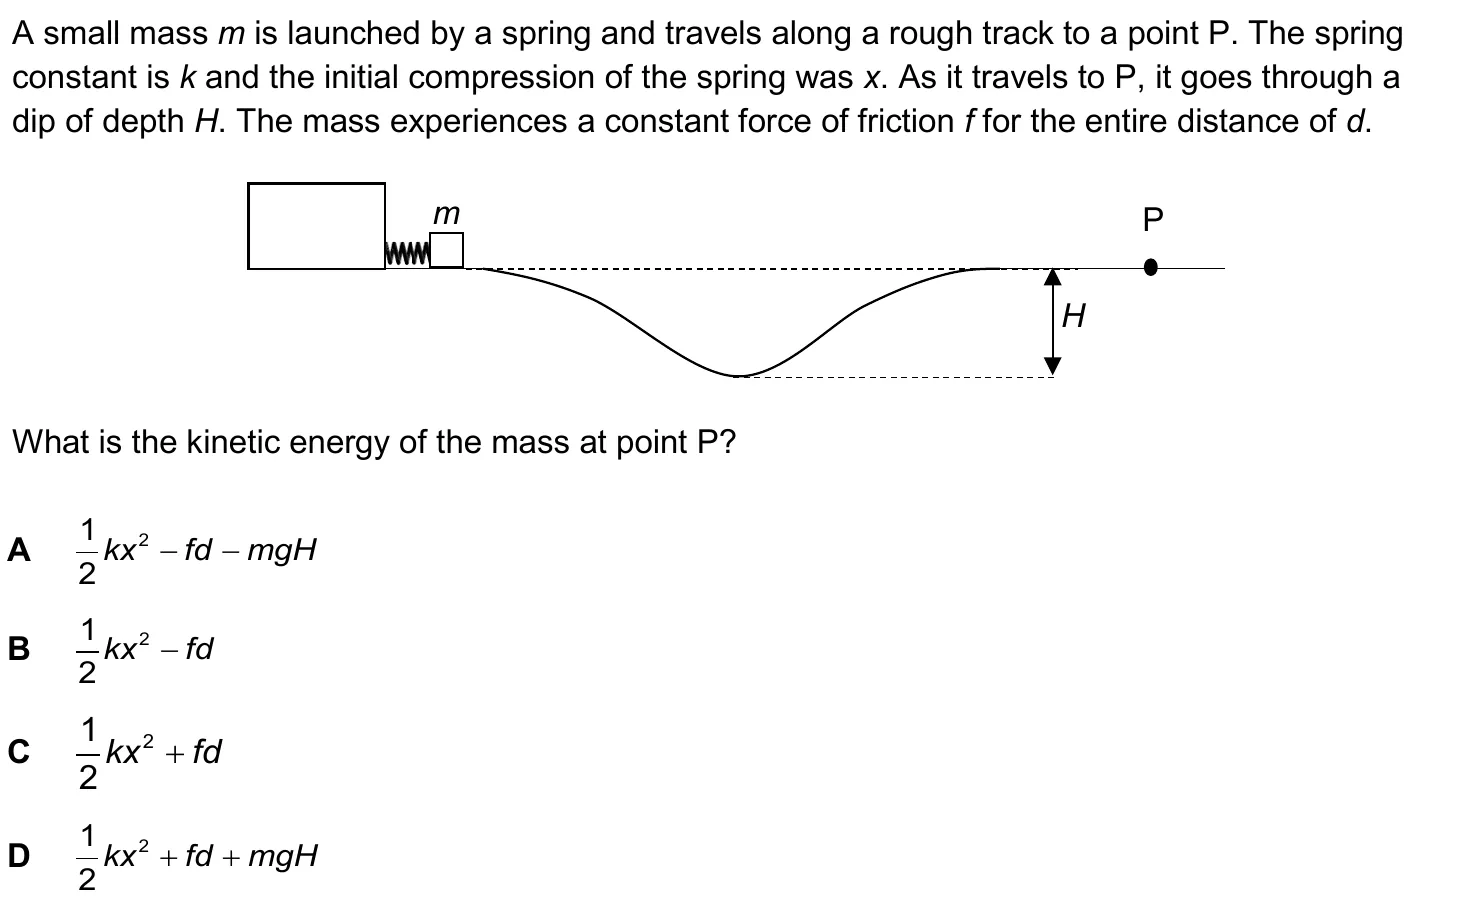 A small mass m is launched by a spring and travels along a rough track to a point P. The spring
constant is k and the initial compression of the spring was x. As it travels to P, it goes through a
dip of depth H. The mass experiences a constant force of friction f for the entire distance of d.
m
P
H
What is the kinetic energy of the mass at point P?
A 1/2 kx² – fd – mgH
B 1/2 kx² – fd
C 1/2 kx² + fd
D 1/2 kx² + fd + mgH